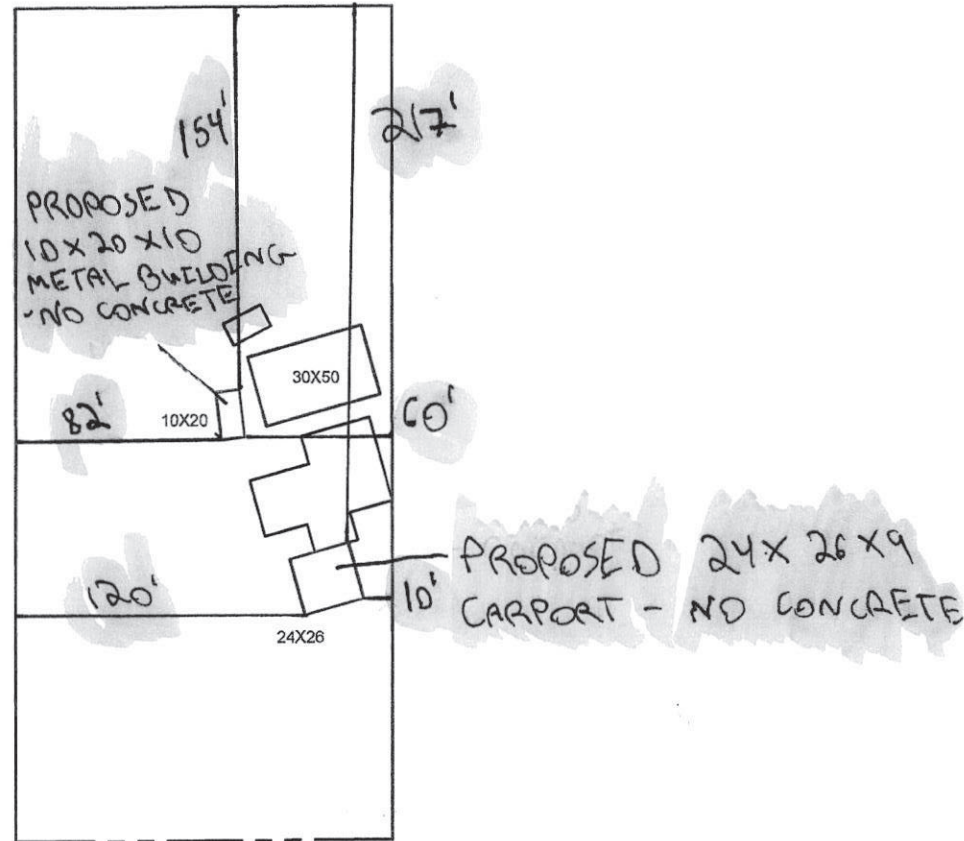 154'
217'
PROPOSED
10X20X10
METAL BUILDING
-NO CONCRETE
30X50
82'
10X20
60'
PROPOSED 24X26X9
CARPORT - NO CONCRETE
120'
10'
24X26